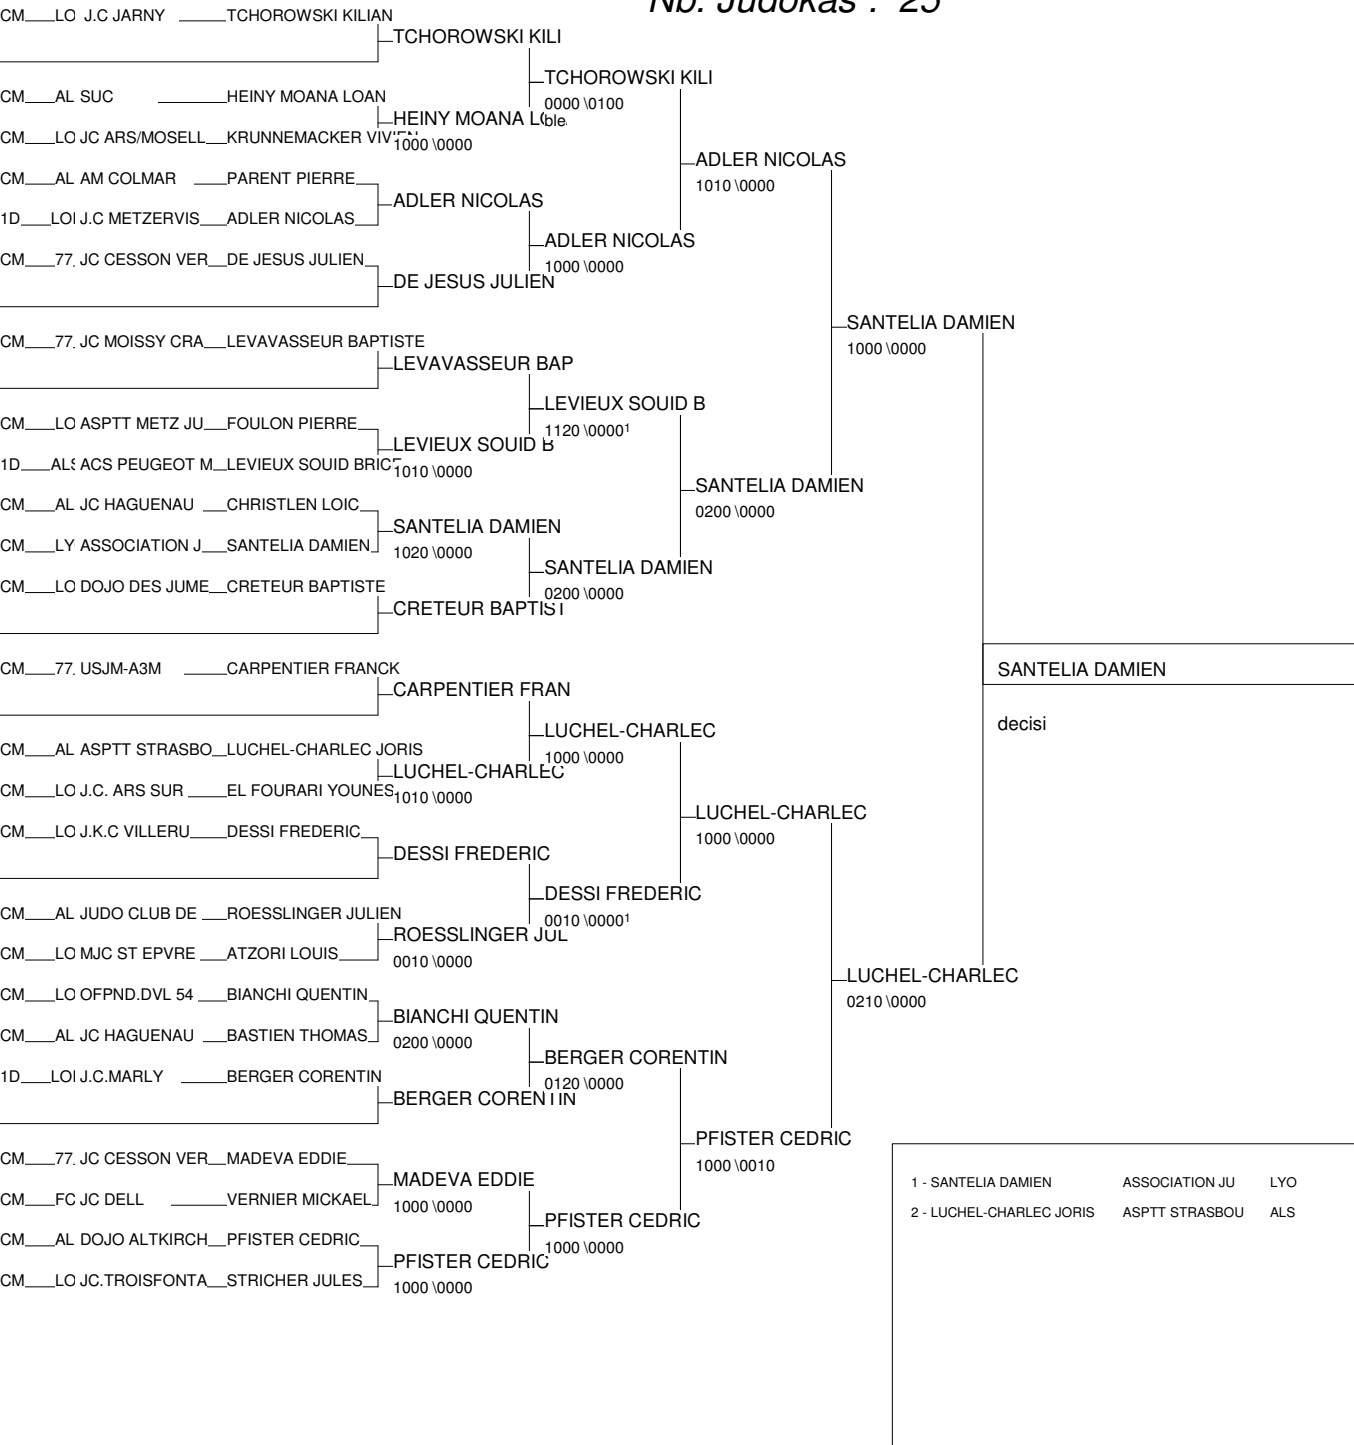 Nb. Judokas : 25
CM LO J.C JARNY TCHOROWSKI KILIAN
TCHOROWSKI KILI
TCHOROWSKI KILI
0000 \0100
CM AL SUC HEINY MOANA LOAN
HEINY MOANA LO ble
CM LO JC ARS/MOSELL KRUNNEMACKER VIVIEN
1000 \0000
ADLER NICOLAS
1010 \0000
CM AL AM COLMAR PARENT PIERRE
ADLER NICOLAS
1D LOI J.C METZERVIS ADLER NICOLAS
ADLER NICOLAS
1000 \0000
CM 77 JC CESSON VER DE JESUS JULIEN
DE JESUS JULIEN
SANTELIA DAMIEN
1000 \0000
CM 77 JC MOISSY CRA LEVAVASSEUR BAPTISTE
LEVAVASSEUR BAP
LEVIEUX SOUID B
1120 \0000¹
CM LO ASPTT METZ JU FOULON PIERRE
LEVIEUX SOUID B
1D ALS ACS PEUGEOT M LEVIEUX SOUID BRICE
1010 \0000
SANTELIA DAMIEN
0200 \0000
CM AL JC HAGUENAU CHRISTLEN LOIC
SANTELIA DAMIEN
CM LY ASSOCIATION J SANTELIA DAMIEN
1020 \0000
SANTELIA DAMIEN
0200 \0000
CM LO DOJO DES JUME CRETEUR BAPTISTE
CRETEUR BAPTIST
SANTELIA DAMIEN
decisi
CM 77 USJM-A3M CARPENTIER FRANCK
CARPENTIER FRAN
LUCHEL-CHARLEC
1000 \0000
CM AL ASPTT STRASBO LUCHEL-CHARLEC JORIS
LUCHEL-CHARLEC
CM LO J.C. ARS SUR EL FOURARI YOUNES
1010 \0000
LUCHEL-CHARLEC
1000 \0000
CM LO J.K.C VILLERU DESSI FREDERIC
DESSI FREDERIC
DESSI FREDERIC
0010 \0000¹
CM AL JUDO CLUB DE ROESSLINGER JULIEN
ROESSLINGER JUL
CM LO MJC ST EPVRE ATZORI LOUIS
0010 \0000
LUCHEL-CHARLEC
0210 \0000
CM LO OFPND.DVL 54 BIANCHI QUENTIN
BIANCHI QUENTIN
CM AL JC HAGUENAU BASTIEN THOMAS
0200 \0000
BERGER CORENTIN
0120 \0000
1D LOI J.C.MARLY BERGER CORENTIN
BERGER CORENTIN
PFISTER CEDRIC
1000 \0010
CM 77 JC CESSON VER MADEVA EDDIE
MADEVA EDDIE
CM FC JC DELL VERNIER MICKAEL
1000 \0000
PFISTER CEDRIC
1000 \0000
CM AL DOJO ALTKIRCH PFISTER CEDRIC
PFISTER CEDRIC
CM LO JC.TROISFONTA STRICHER JULES
1000 \0000
1 - SANTELIA DAMIEN ASSOCIATION JU LYO
2 - LUCHEL-CHARLEC JORIS ASPTT STRASBOU ALS